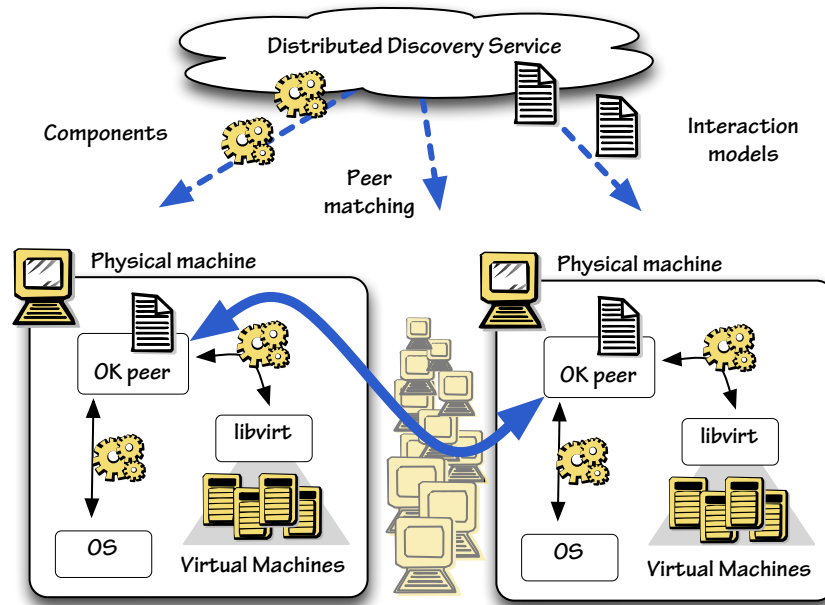 Distributed Discovery Service
Components
Peer
matching
Interaction
models
Physical machine
OK peer
libvirt
OS
Virtual Machines
Physical machine
OK peer
libvirt
OS
Virtual Machines